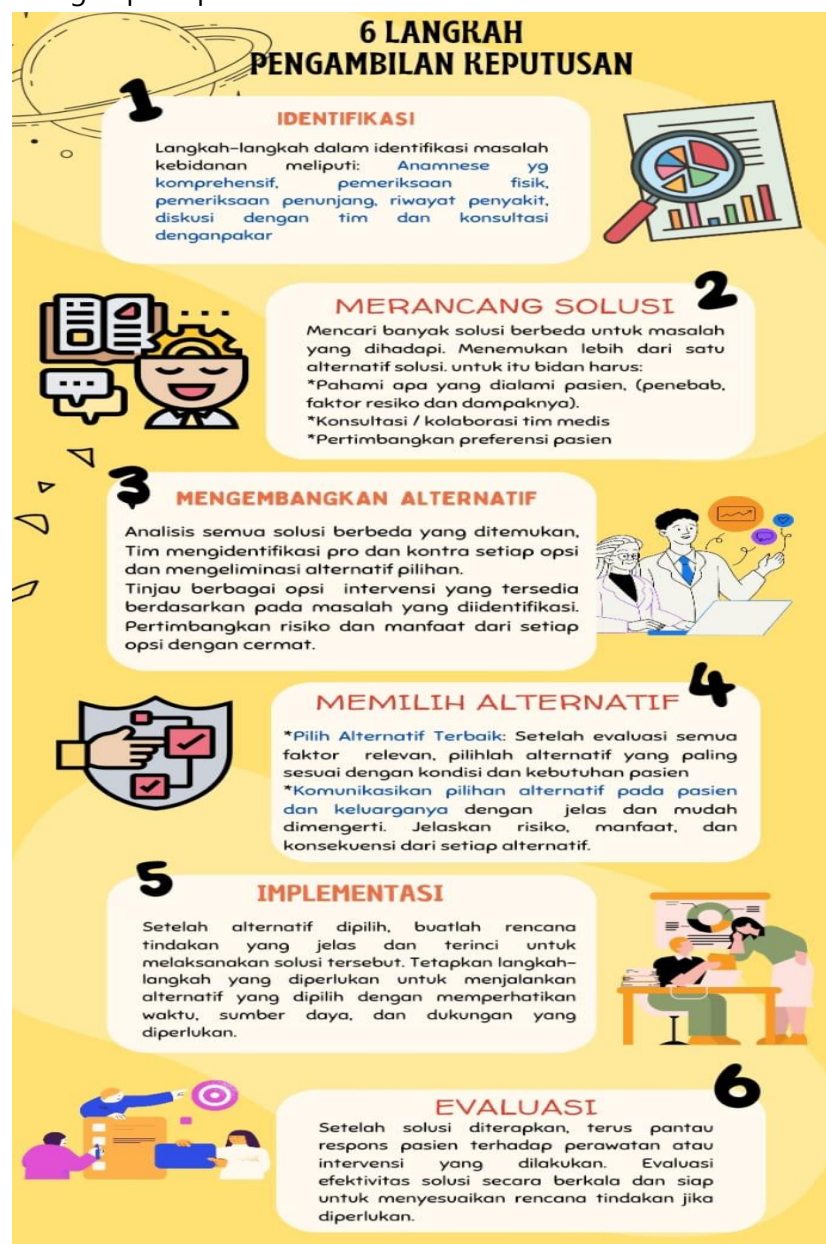 6 LANGKAH
PENGAMBILAN KEPUTUSAN
1
IDENTIFIKASI
Langkah-langkah dalam identifikasi masalah
kebidanan meliputi: Anamnese yg
komprehensif, pemeriksaan fisik,
pemeriksaan penunjang, riwayat penyakit,
diskusi dengan tim dan konsultasi
denganpakar
2
MERANCANG SOLUSI
Mencari banyak solusi berbeda untuk masalah
yang dihadapi. Menemukan lebih dari satu
alternatif solusi. untuk itu bidan harus:
*Pahami apa yang dialami pasien, (penebab,
faktor resiko dan dampaknya).
*Konsultasi / kolaborasi tim medis
*Pertimbangkan preferensi pasien
3
MENGEMBANGKAN ALTERNATIF
Analisis semua solusi berbeda yang ditemukan,
Tim mengidentifikasi pro dan kontra setiap opsi
dan mengeliminasi alternatif pilihan.
Tinjau berbagai opsi intervensi yang tersedia
berdasarkan pada masalah yang diidentifikasi.
Pertimbangkan risiko dan manfaat dari setiap
opsi dengan cermat.
4
MEMILIH ALTERNATIF
*Pilih Alternatif Terbaik: Setelah evaluasi semua
faktor relevan, pilihlah alternatif yang paling
sesuai dengan kondisi dan kebutuhan pasien
*Komunikasikan pilihan alternatif pada pasien
dan keluarganya dengan jelas dan mudah
dimengerti. Jelaskan risiko, manfaat, dan
konsekuensi dari setiap alternatif.
5
IMPLEMENTASI
Setelah alternatif dipilih, buatlah rencana
tindakan yang jelas dan terinci untuk
melaksanakan solusi tersebut. Tetapkan langkah-
langkah yang diperlukan untuk menjalankan
alternatif yang dipilih dengan memperhatikan
waktu, sumber daya, dan dukungan yang
diperlukan.
6
EVALUASI
Setelah solusi diterapkan, terus pantau
respons pasien terhadap perawatan atau
intervensi yang dilakukan. Evaluasi
efektivitas solusi secara berkala dan siap
untuk menyesuaikan rencana tindakan jika
diperlukan.